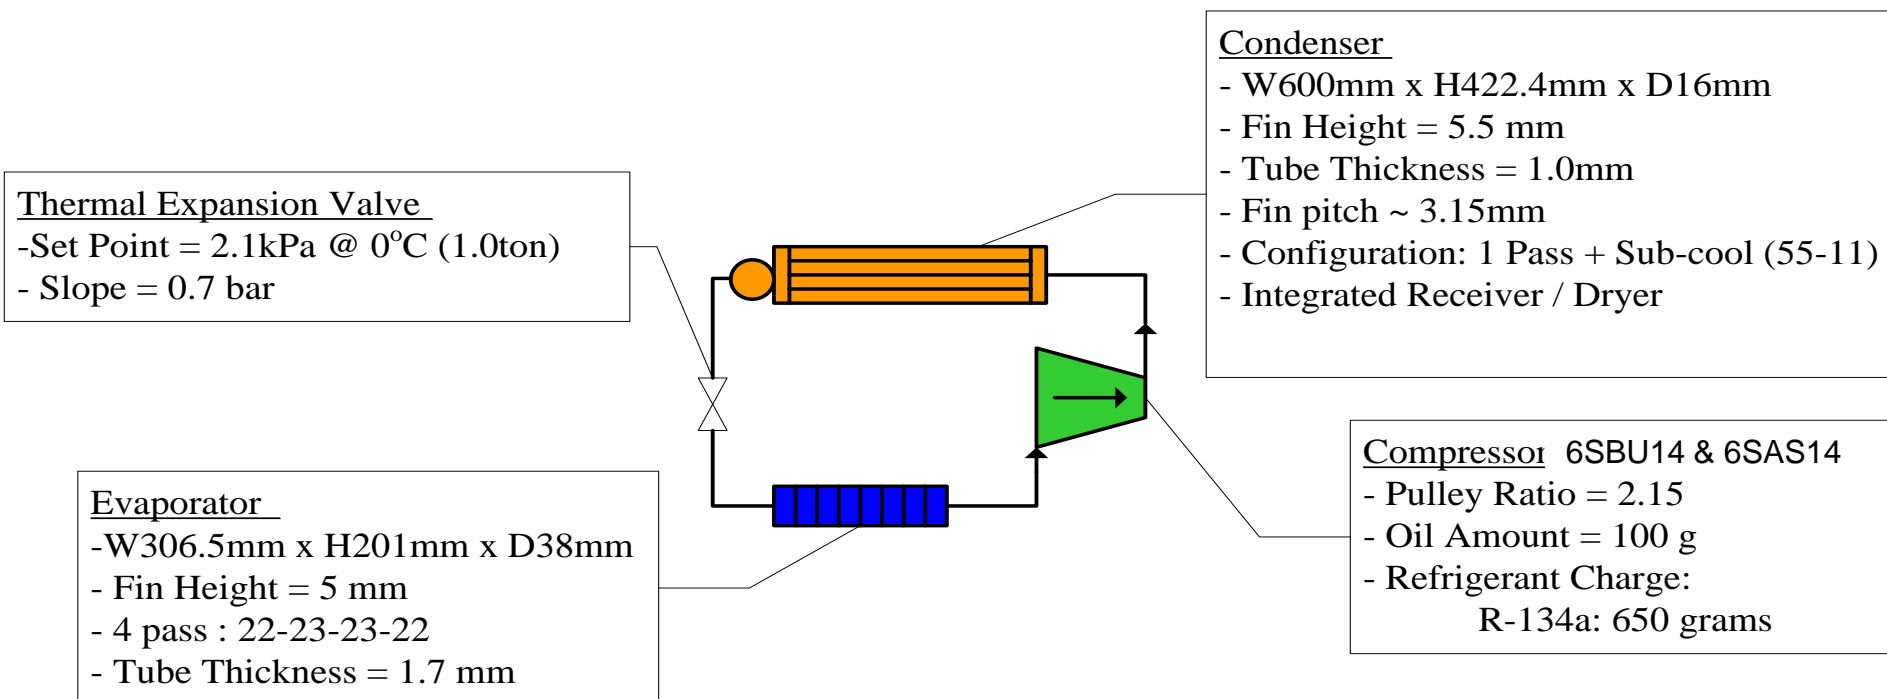 Condenser
- W600mm x H422.4mm x D16mm
- Fin Height = 5.5 mm
- Tube Thickness = 1.0mm
- Fin pitch ~ 3.15mm
- Configuration: 1 Pass + Sub-cool (55-11)
- Integrated Receiver / Dryer
Thermal Expansion Valve
-Set Point = 2.1kPa @ 0°C (1.0ton)
- Slope = 0.7 bar
Compressor 6SBU14 & 6SAS14
- Pulley Ratio = 2.15
- Oil Amount = 100 g
- Refrigerant Charge:
R-134a: 650 grams
Evaporator
-W306.5mm x H201mm x D38mm
- Fin Height = 5 mm
- 4 pass : 22-23-23-22
- Tube Thickness = 1.7 mm